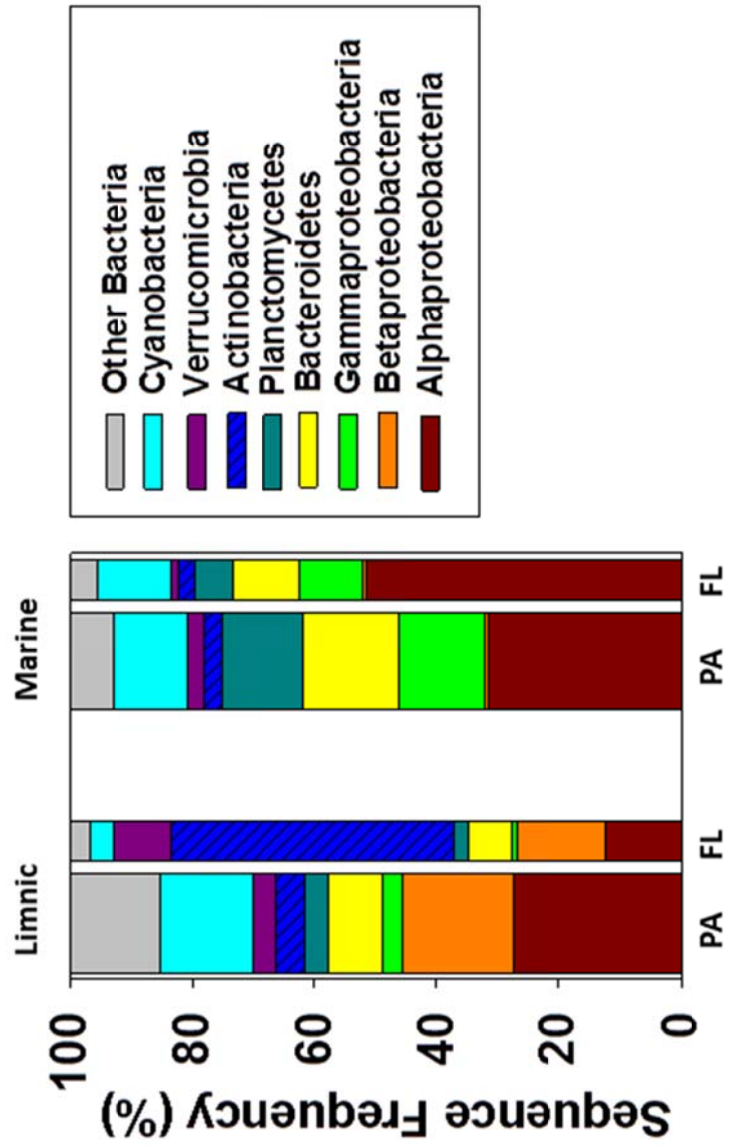 Limnic
Marine
100
80
60
40
20
0
Sequence Frequency (%)
PA
FL
PA
FL
Other Bacteria
Cyanobacteria
Verrucomicrobia
Actinobacteria
Planctomycetes
Bacteroidetes
Gammaproteobacteria
Betaproteobacteria
Alphaproteobacteria